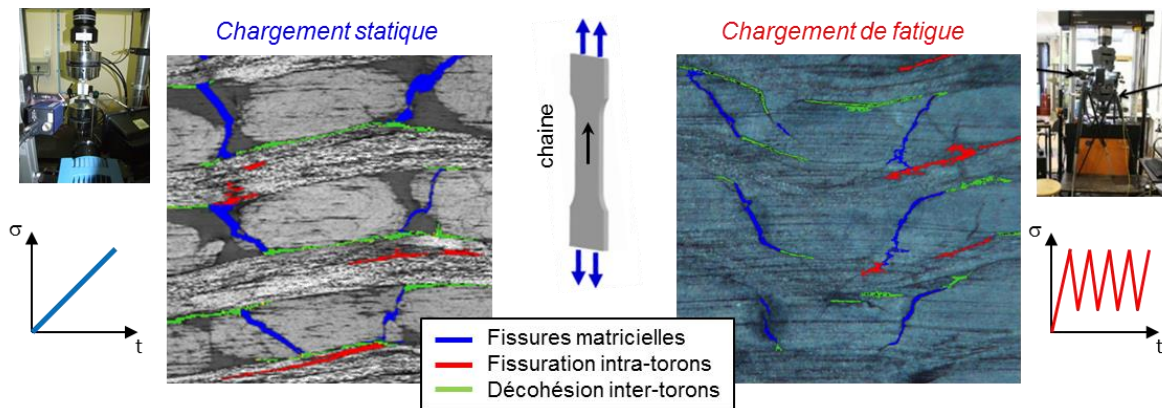 Chargement statique
Chargement de fatigue
chaine
σ
t
σ
t
Fissures matricielles
Fissuration intra-torons
Décohésion inter-torons